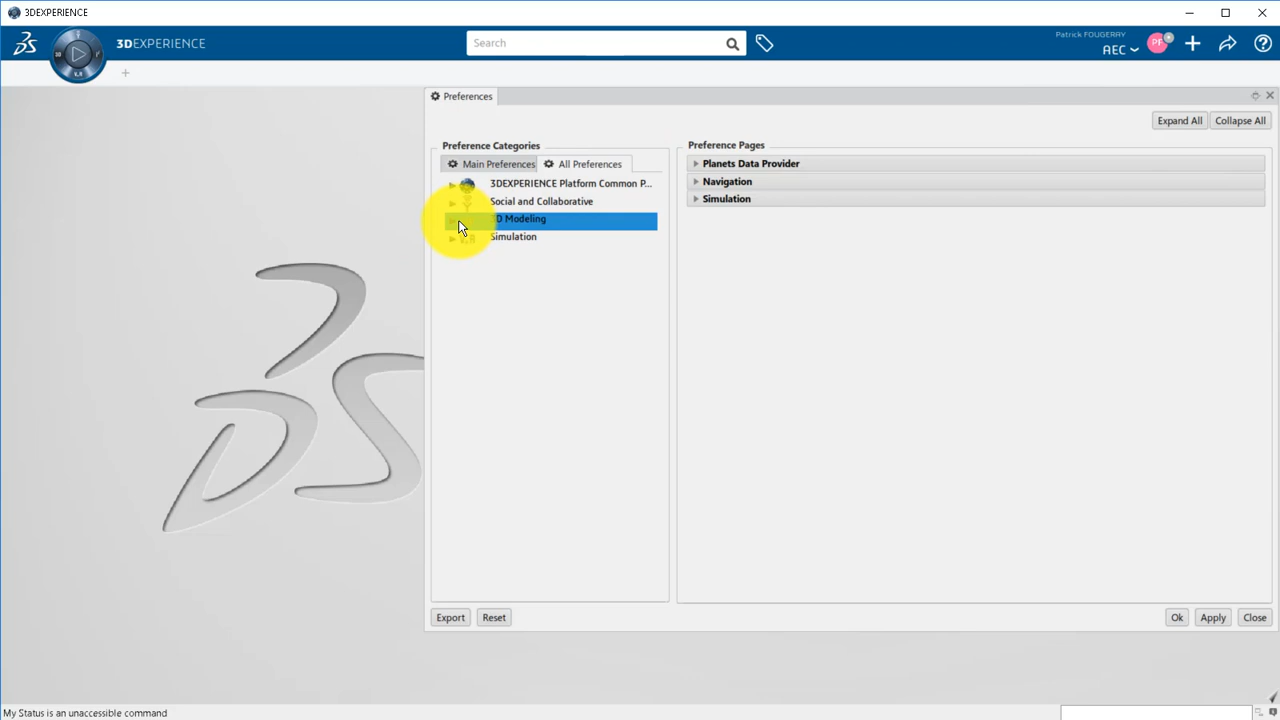 3DEXPERIENCE
3DEXPERIENCE
Search
Patrick FOUGERAY
AEC
PF
Preferences
Expand All
Collapse All
Preference Categories
Main Preferences
All Preferences
3DEXPERIENCE Platform Common P...
Social and Collaborative
3D Modeling
Simulation
Preference Pages
Planets Data Provider
Navigation
Simulation
Export
Reset
Ok
Apply
Close
My Status is an unaccessible command